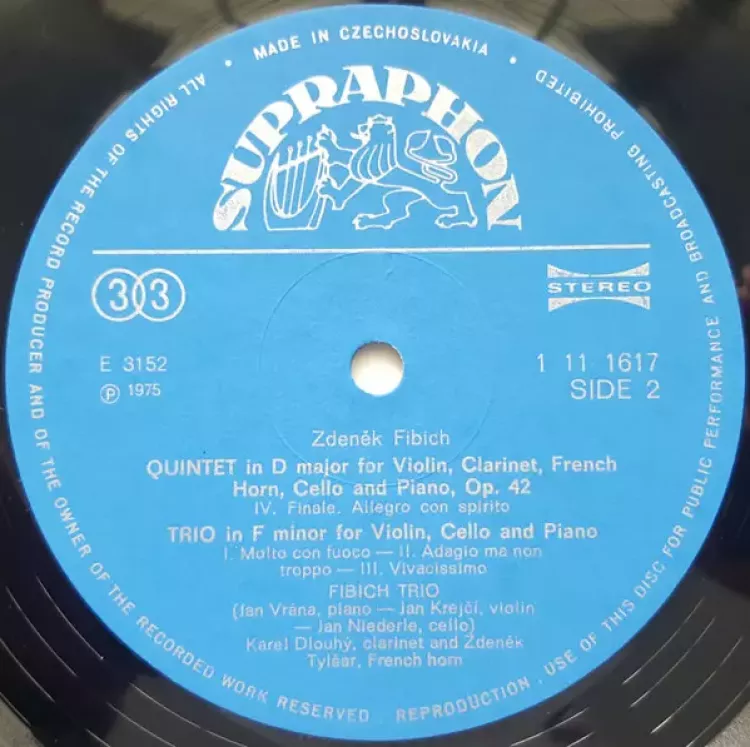 ALL RIGHTS OF THE RECORD PRODUCER AND OF THE OWNER OF THE RECORDED WORK RESERVED . REPRODUCTION . USE OF THIS DISC FOR PUBLIC PERFORMANCE AND BROADCASTING PROHIBITED
• MADE IN CZECHOSLOVAKIA •
SUPRAPHON
33
STEREO
E 3152
1 11 1617
Ⓟ 1975
SIDE 2
Zdeněk Fibich
QUINTET in D major for Violin, Clarinet, French
Horn, Cello and Piano, Op. 42
IV. Finale. Allegro con spirito
TRIO in F minor for Violin, Cello and Piano
I. Molto con fuoco — II. Adagio ma non
troppo — III. Vivacissimo
FIBICH TRIO
(Jan Vrána, piano — Jan Krejčí, violin
— Jan Niederle, cello)
Karel Dlouhý, clarinet and Zdeněk
Tylšar, French horn